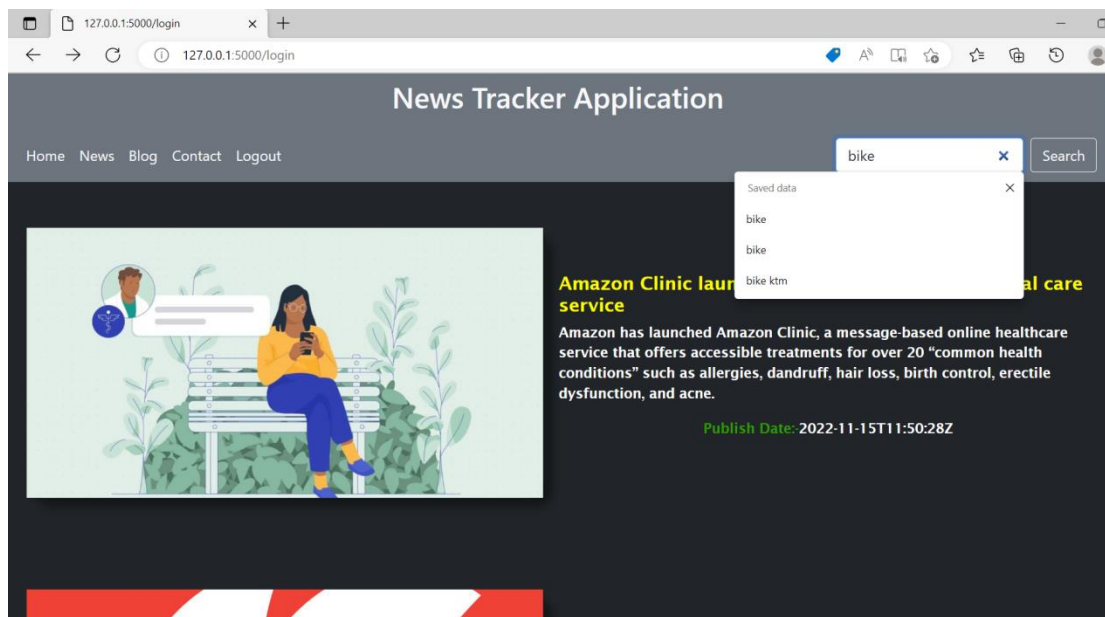 127.0.0.1:5000/login
127.0.0.1:5000/login
News Tracker Application
Home News Blog Contact Logout
bike
Search
Saved data
bike
bike
bike ktm
Amazon Clinic laun al care
service
Amazon has launched Amazon Clinic, a message-based online healthcare
service that offers accessible treatments for over 20 “common health
conditions” such as allergies, dandruff, hair loss, birth control, erectile
dysfunction, and acne.
Publish Date:-2022-11-15T11:50:28Z